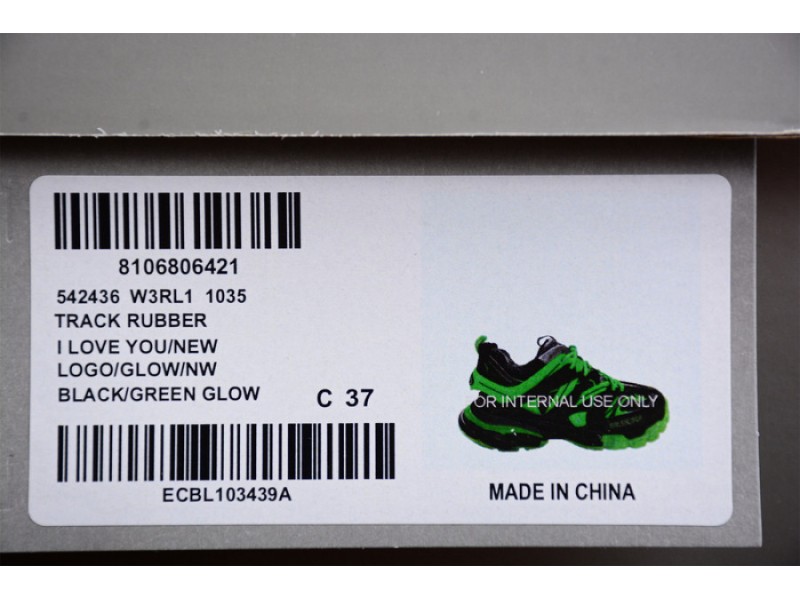 8106806421
542436 W3RL1 1035
TRACK RUBBER
I LOVE YOU/NEW
LOGO/GLOW/NW
BLACK/GREEN GLOW
C 37
ECBL103439A
OR INTERNAL USE ONLY
MADE IN CHINA